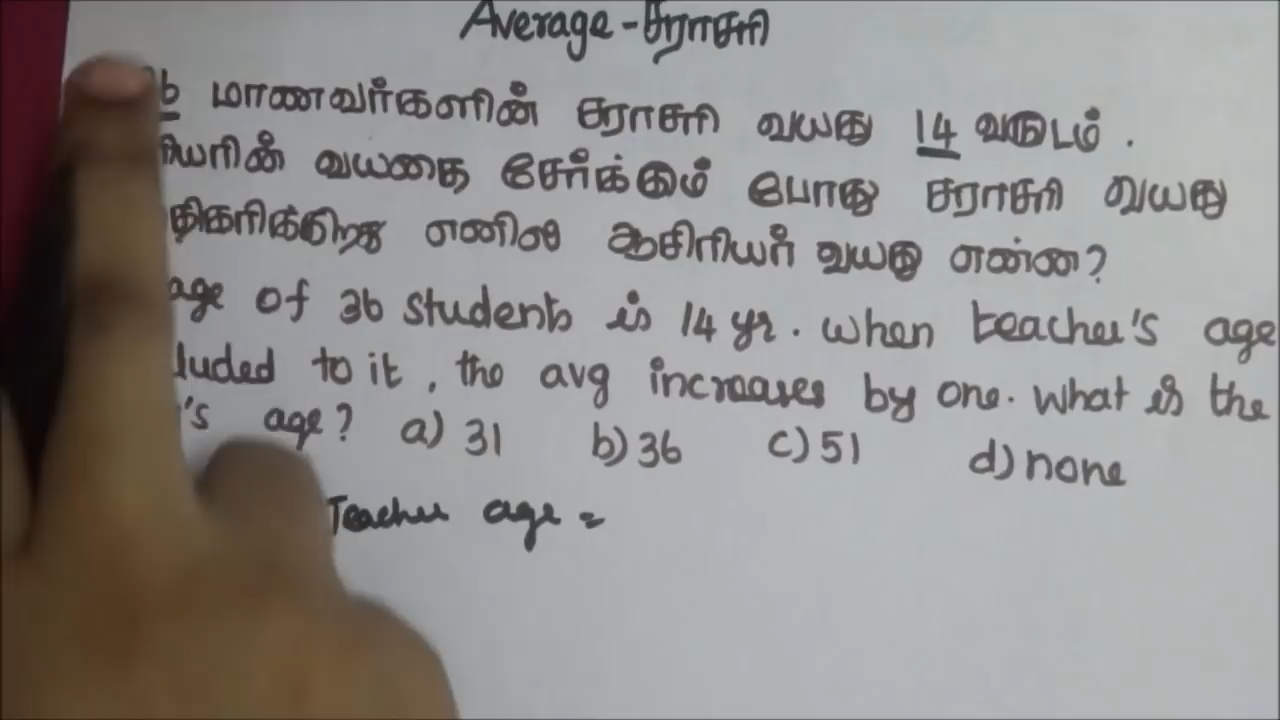 Average - சராசரி
மாணவர்களின் சராசரி வயது 14 வருடம் .
வயதை சேர்க்கும் போது சராசரி வயது
எனில் ஆசிரியர் வயது என்ன?
age of 36 students is 14 yr . when teacher's age
to it , the avg increases by one. What is the
age? a) 31 b) 36 c) 51 d) none
Teacher age =